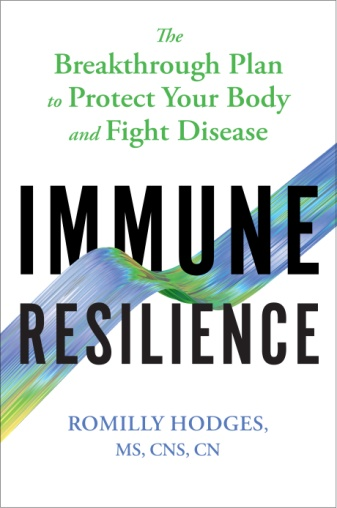 The
Breakthrough Plan
to Protect Your Body
and Fight Disease
IMMUNE
RESILIENCE
ROMILLY HODGES,
MS, CNS, CN